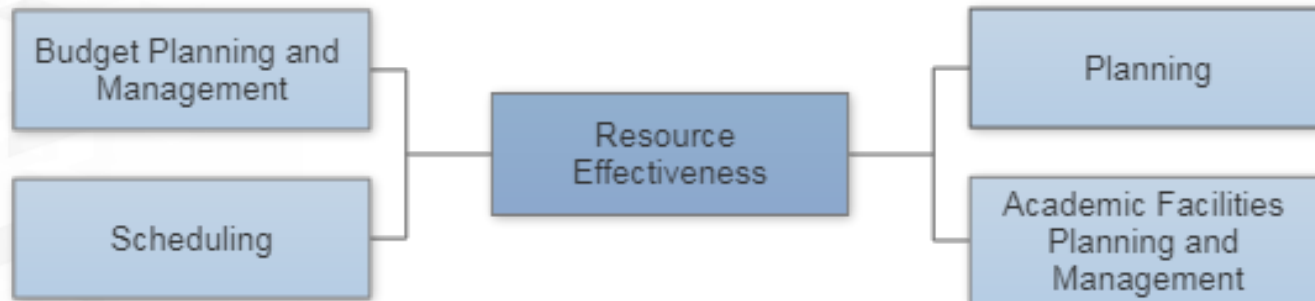 Budget Planning and
Management
Scheduling
Resource
Effectiveness
Planning
Academic Facilities
Planning and
Management